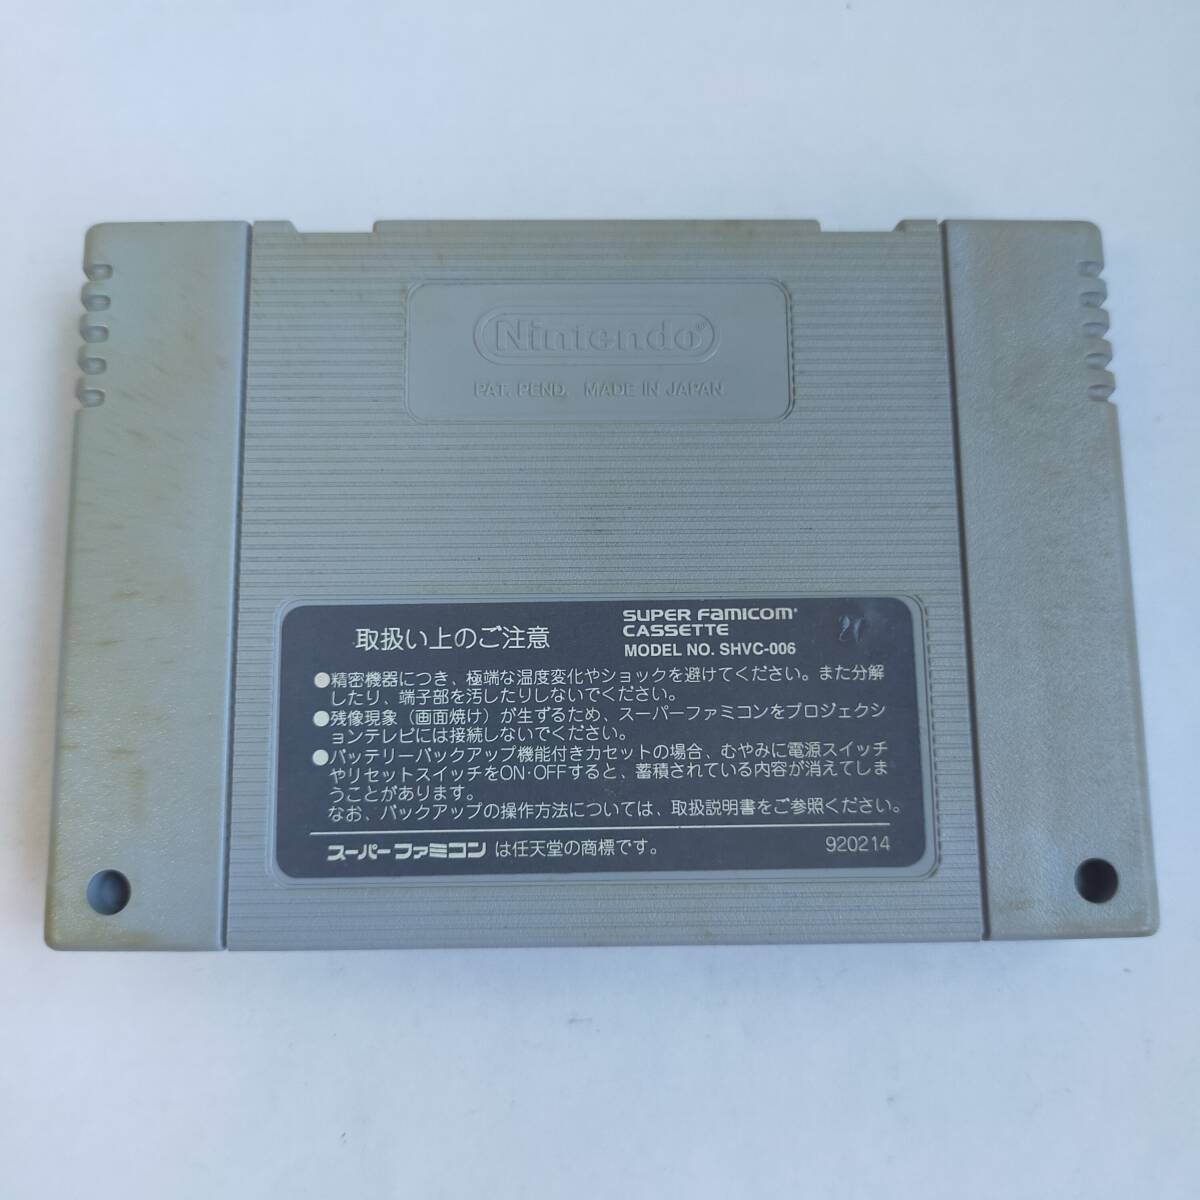 Nintendo®
PAT. PEND. MADE IN JAPAN
取扱い上のご注意
SUPER FAMICOM®
CASSETTE
MODEL NO. SHVC-006
●精密機器につき、極端な湿度変化やショックを避けてください。また分解
したり、端子部を汚したりしないでください。
●残像現象（画面焼け）が生ずるため、スーパーファミコンをプロジェクシ
ョンテレビには接続しないでください。
●バッテリーバックアップ機能付きカセットの場合、むやみに電源スイッチ
やリセットスイッチをON·OFFすると、蓄積されている内容が消えてしま
うことがあります。
なお、バックアップの操作方法については、取扱説明書をご参照ください。
スーパーファミコン は任天堂の商標です。
920214